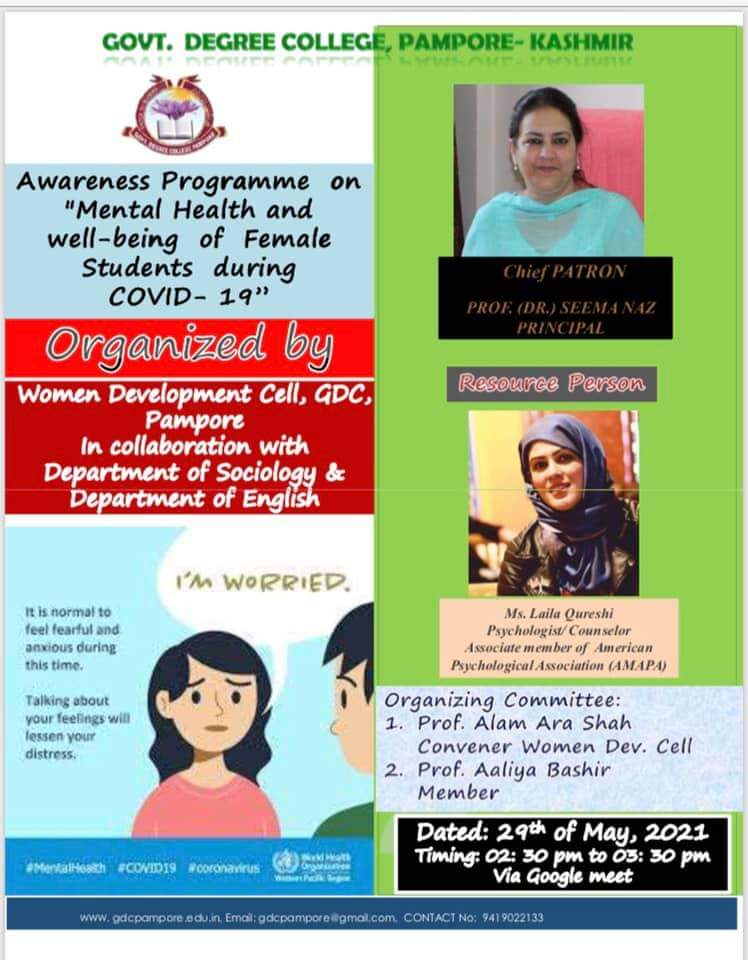 GOVT. DEGREE COLLEGE, PAMPORE- KASHMIR
GOVT. DEGREE COLLEGE PAMPORE
Awareness Programme on
"Mental Health and
well-being of Female
Students during
COVID- 19”
Organized by
Women Development Cell, GDC,
Pampore
In collaboration with
Department of Sociology &
Department of English
I'M WORRIED.
It is normal to
feel fearful and
anxious during
this time.
Talking about
your feelings will
lessen your
distress.
#MentalHealth #COVID19 #coronavirus
World Health
Organization
Western Pacific Region
Chief PATRON
PROF. (DR.) SEEMA NAZ
PRINCIPAL
Resource Person
Ms. Laila Qureshi
Psychologist/ Counselor
Associate member of American
Psychological Association (AMAPA)
Organizing Committee:
1. Prof. Alam Ara Shah
Convener Women Dev. Cell
2. Prof. Aaliya Bashir
Member
Dated: 29th of May, 2021
Timing: 02: 30 pm to 03: 30 pm
Via Google meet
www. gdcpampore.edu.in, Email: gdcpampore@gmail.com, CONTACT No: 9419022133